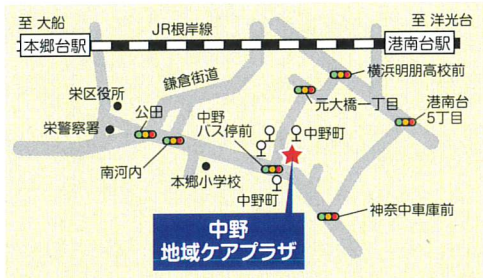 至 大船
JR根岸線
至 洋光台
本郷台駅
港南台駅
鎌倉街道
横浜明朋高校前
栄区役所
元大橋一丁目
公田
中野
バス停前
中野町
港南台
5丁目
栄警察署
南河内
本郷小学校
中野町
神奈中車庫前
中野
地域ケアプラザ